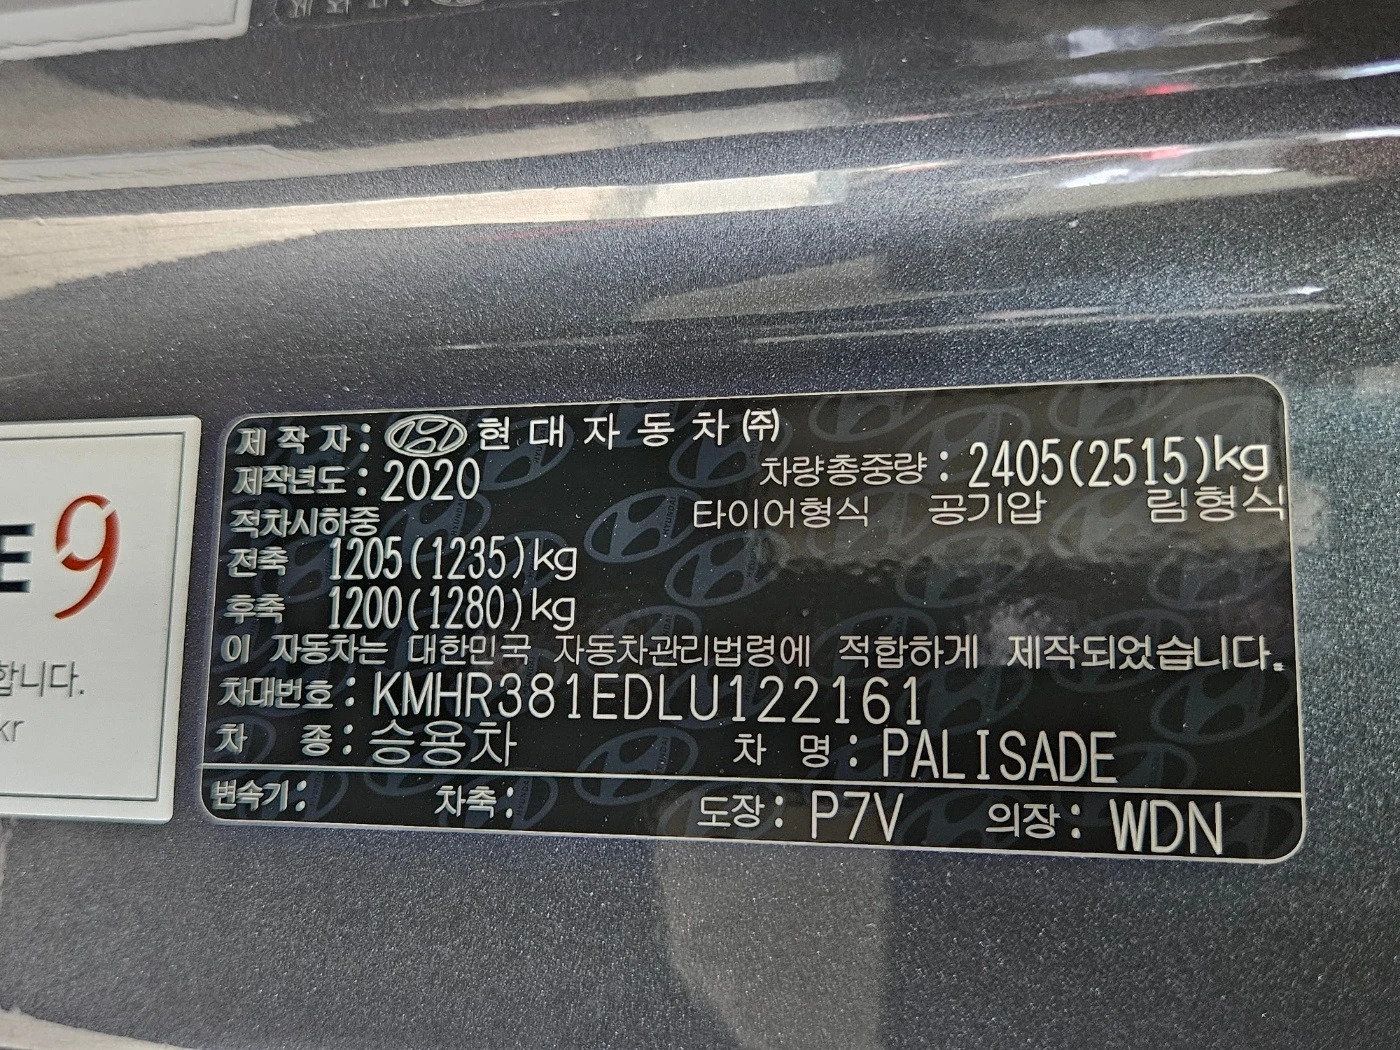 제 작 자 : 현 대 자 동 차 ㈜
제작년도 : 2020
차량총중량 : 2405(2515)kg
적차시하중
타이어형식 공기압 림형식
전축 1205(1235)kg
후축 1200(1280)kg
이 자동차는 대한민국 자동차관리법령에 적합하게 제작되었습니다.
차대번호 : KMHR381EDLU122161
차 종 : 승용차 차 명 : PALISADE
변속기 : 차축 : 도장 : P7V 의장 : WDN
E9
합니다.
kr